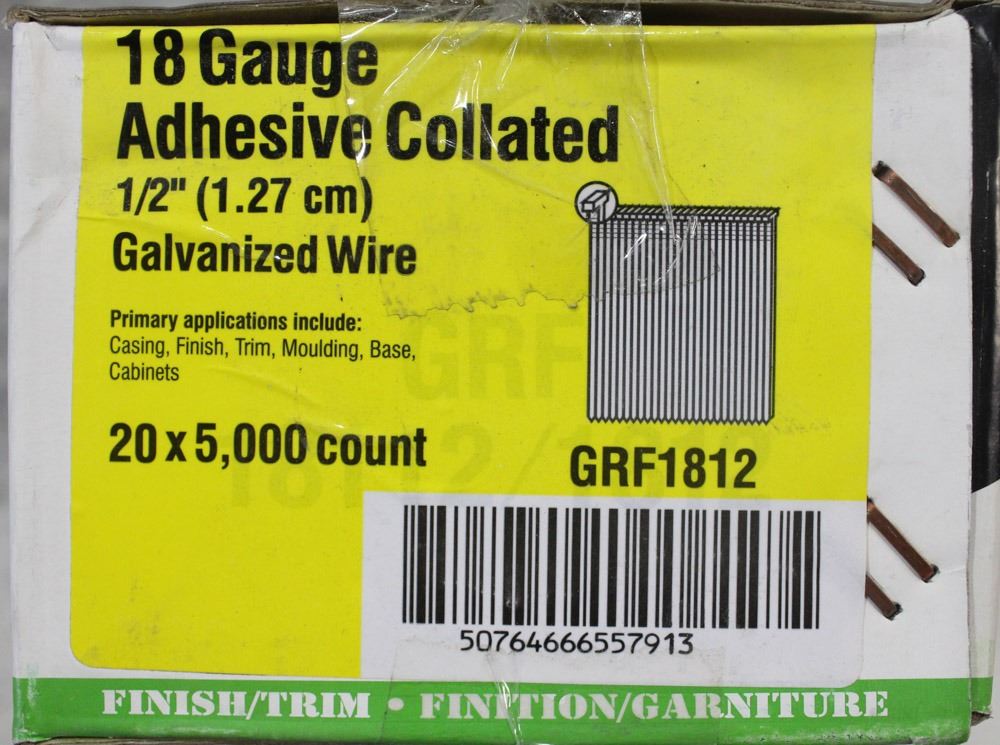 18 Gauge
Adhesive Collated
1/2" (1.27 cm)
Galvanized Wire
Primary applications include:
Casing, Finish, Trim, Moulding, Base,
Cabinets
20 x 5,000 count
GRF1812
50764666557913
FINISH/TRIM • FINITION/GARNITURE